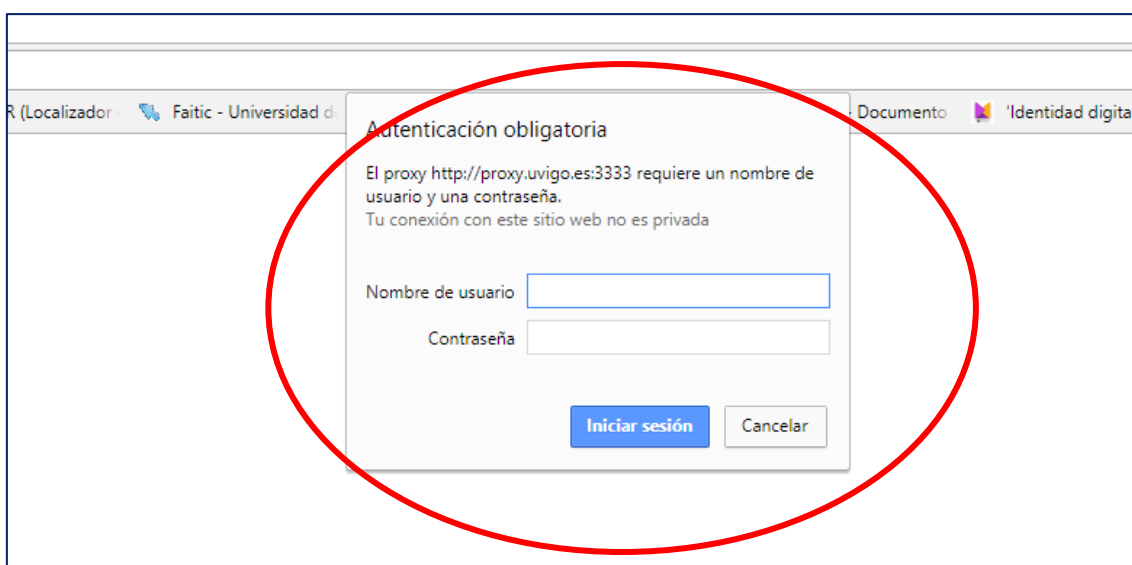 R (Localizador Faitic - Universidad d Documento 'Identidad digita
Autenticación obligatoria
El proxy http://proxy.uvigo.es:3333 requiere un nombre de
usuario y una contraseña.
Tu conexión con este sitio web no es privada
Nombre de usuario
Contraseña
Iniciar sesión Cancelar